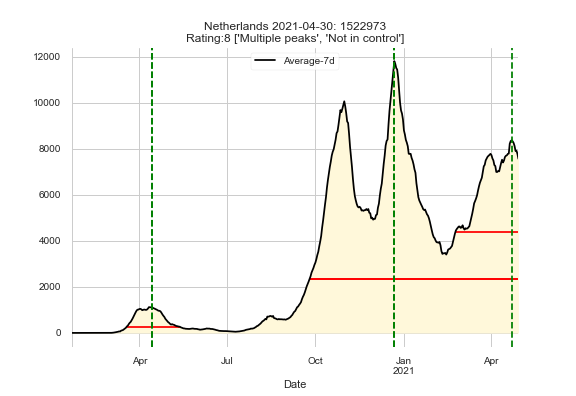 Netherlands 2021-04-30: 1522973
Rating:8 ['Multiple peaks', 'Not in control']
Average-7d
12000
10000
8000
6000
4000
2000
0
Apr
Jul
Oct
Jan
2021
Apr
Date